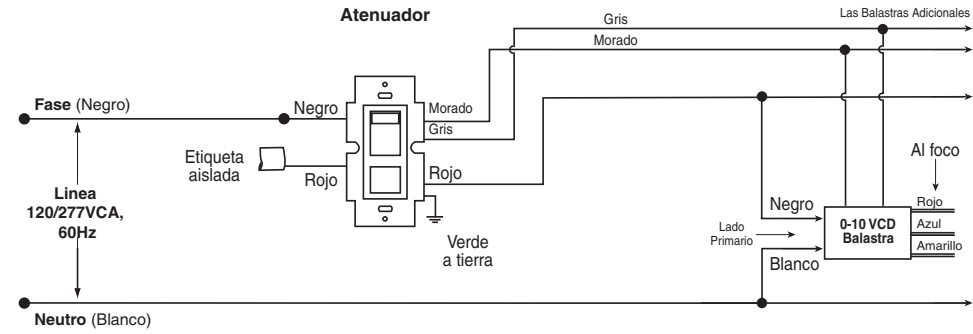 Atenuador
Gris
Las Balastras Adicionales
Morado
Fase (Negro)
Negro
Morado
Gris
Etiqueta
aislada
Rojo
Rojo
Al foco
Linea
120/277VCA,
60Hz
Verde
a tierra
Negro
Lado
Primario
Blanco
0-10 VCD
Balastra
Rojo
Azul
Amarillo
Neutro (Blanco)